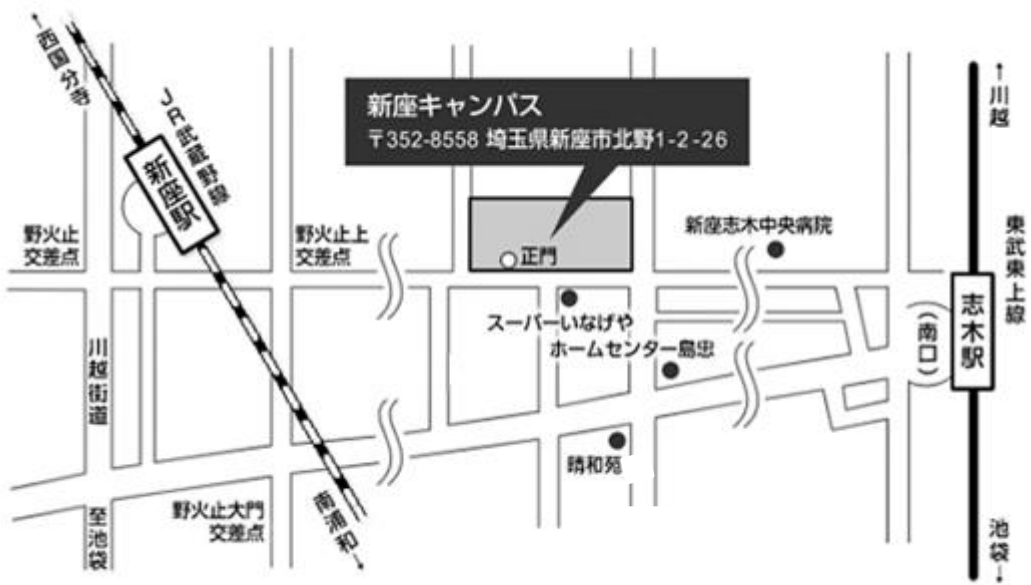 ↑西国分寺
JR武蔵野線
新座駅
新座キャンパス
〒352-8558 埼玉県新座市北野1-2-26
↑川越
野火止
交差点
野火止上
交差点
正門
新座志木中央病院
東武東上線
志木駅
(南口)
スーパーいなげや
ホームセンター島忠
川越街道
晴和苑
野火止大門
交差点
至池袋
南浦和→
池袋↓